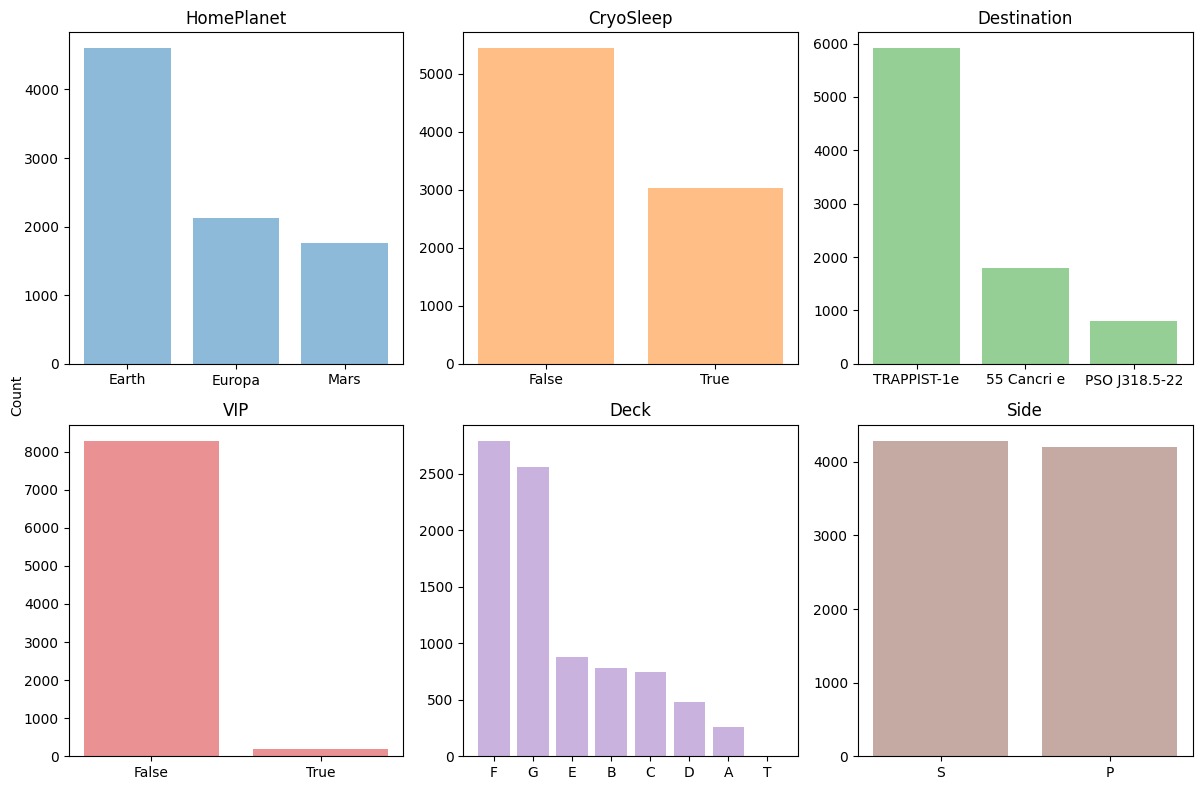 HomePlanet
4000
3000
2000
1000
0
Earth Europa Mars
CryoSleep
5000
4000
3000
2000
1000
0
False True
Destination
6000
5000
4000
3000
2000
1000
0
TRAPPIST-1e 55 Cancri e PSO J318.5-22
Count
VIP
8000
7000
6000
5000
4000
3000
2000
1000
0
False True
Deck
2500
2000
1500
1000
500
0
F G E B C D A T
Side
4000
3000
2000
1000
0
S P